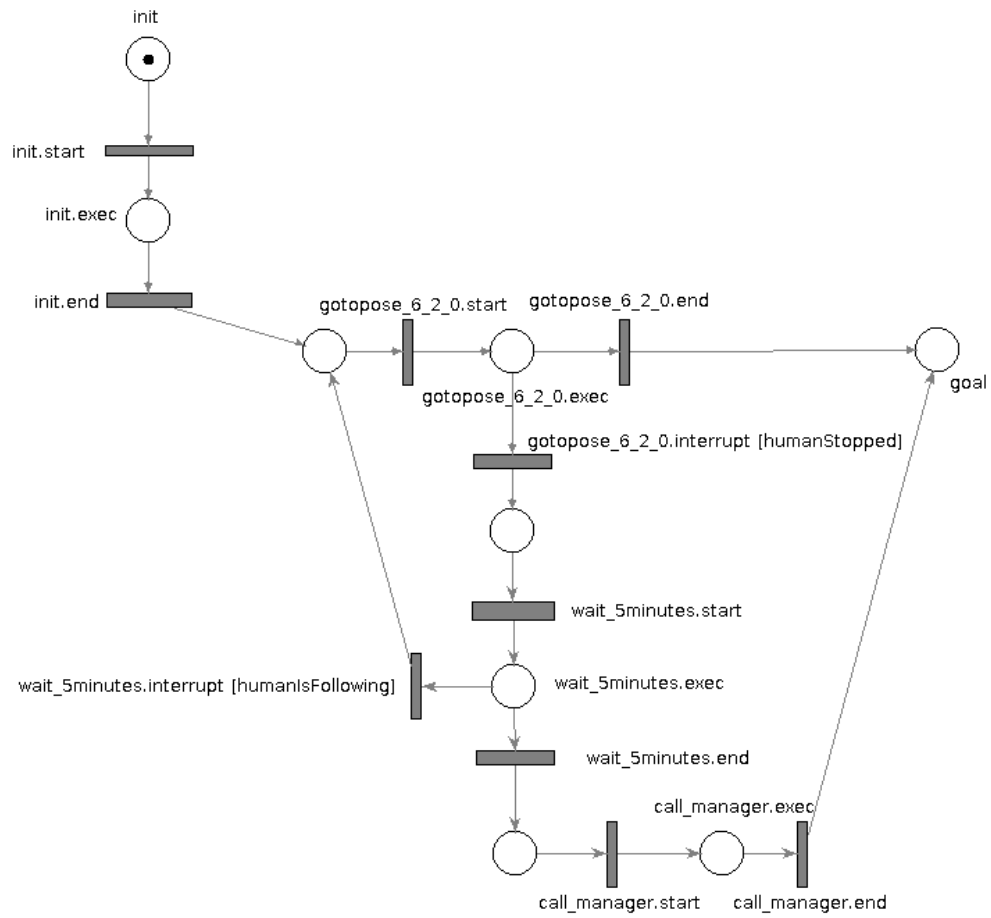 init
init.start
init.exec
init.end
gotopose_6_2_0.start
gotopose_6_2_0.end
goal
gotopose_6_2_0.exec
gotopose_6_2_0.interrupt [humanStopped]
wait_5minutes.start
wait_5minutes.interrupt [humanIsFollowing]
wait_5minutes.exec
wait_5minutes.end
call_manager.exec
call_manager.start
call_manager.end